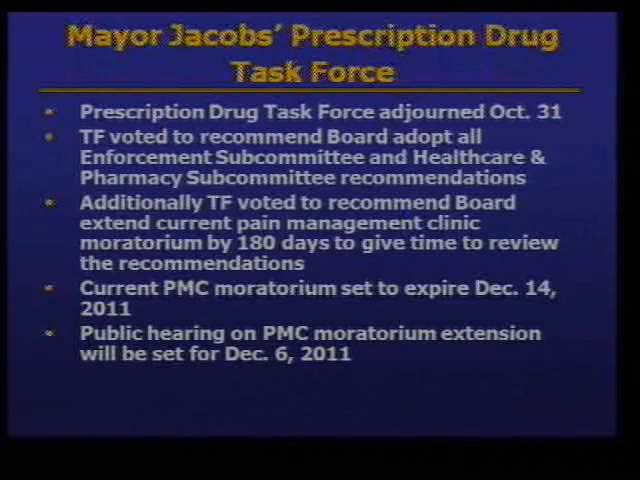 Mayor Jacobs' Prescription Drug
Task Force
• Prescription Drug Task Force adjourned Oct. 31
• TF voted to recommend Board adopt all
Enforcement Subcommittee and Healthcare &
Pharmacy Subcommittee recommendations
• Additionally TF voted to recommend Board
extend current pain management clinic
moratorium by 180 days to give time to review
the recommendations
• Current PMC moratorium set to expire Dec. 14,
2011
• Public hearing on PMC moratorium extension
will be set for Dec. 6, 2011